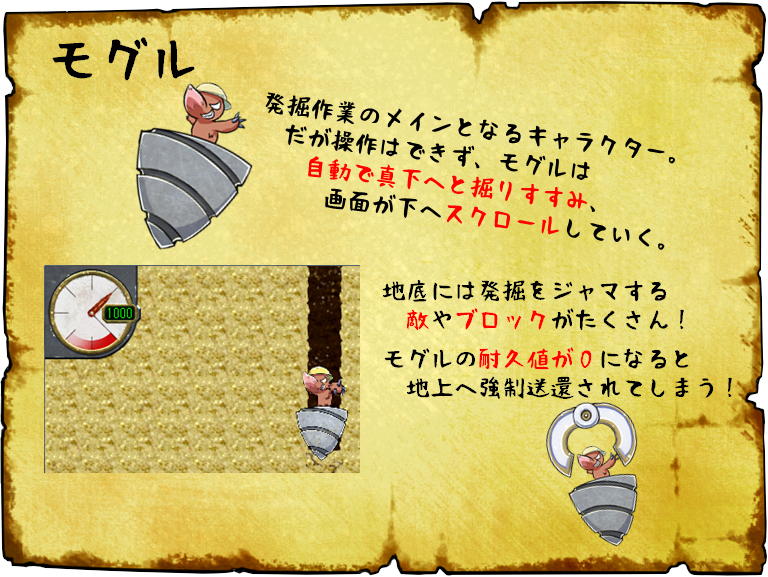 モグル
発掘作業のメインとなるキャラクター。
だが操作はできず、モグルは
自動で真下へと掘りすすみ、
画面が下へスクロールしていく。
1000
地底には発掘をジャマする
敵やブロックがたくさん！
モグルの耐久値が０になると
地上へ強制送還されてしまう！